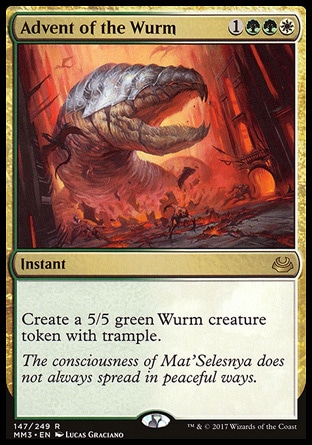 Advent of the Wurm 1
Instant
Create a 5/5 green Wurm creature
token with trample.
The consciousness of Mat'Selesnya does
not always spread in peaceful ways.
147/249 R
MM3 • EN Lucas Graciano ™ & © 2017 Wizards of the Coast